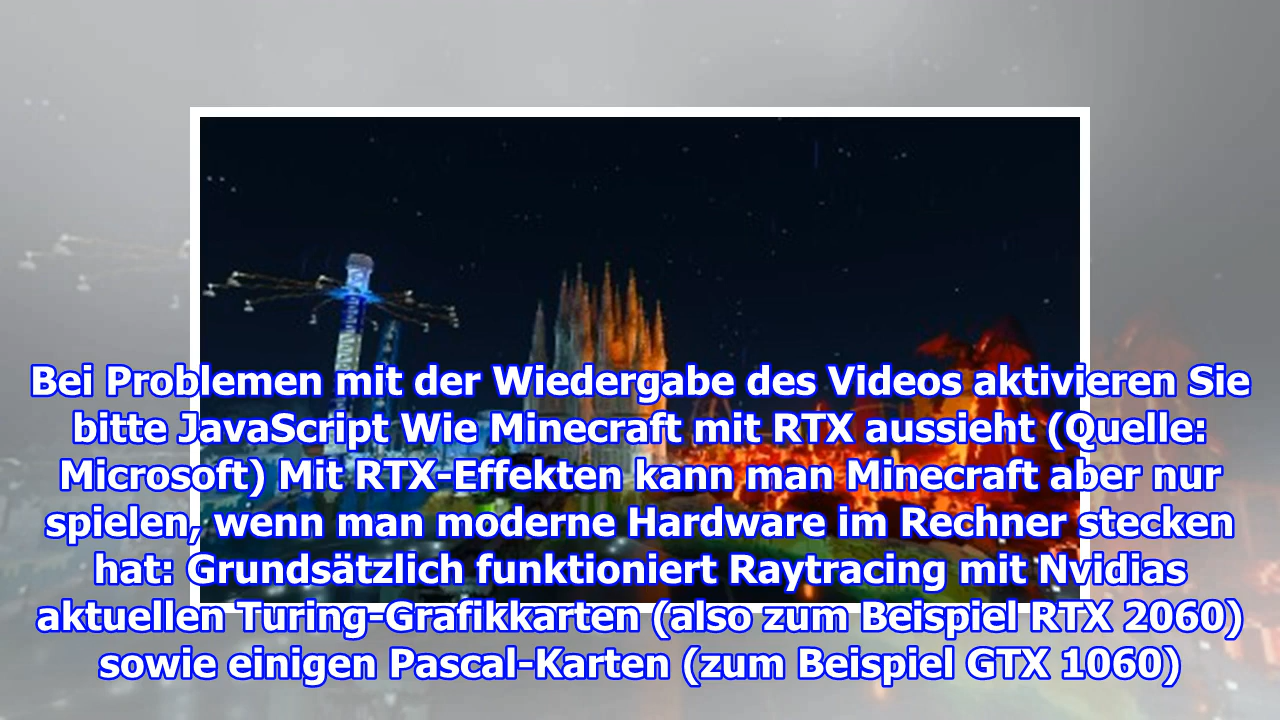 Bei Problemen mit der Wiedergabe des Videos aktivieren Sie
bitte JavaScript Wie Minecraft mit RTX aussieht (Quelle:
Microsoft) Mit RTX-Effekten kann man Minecraft aber nur
spielen, wenn man moderne Hardware im Rechner stecken
hat: Grundsätzlich funktioniert Raytracing mit Nvidias
aktuellen Turing-Grafikkarten (also zum Beispiel RTX 2060)
sowie einigen Pascal-Karten (zum Beispiel GTX 1060)